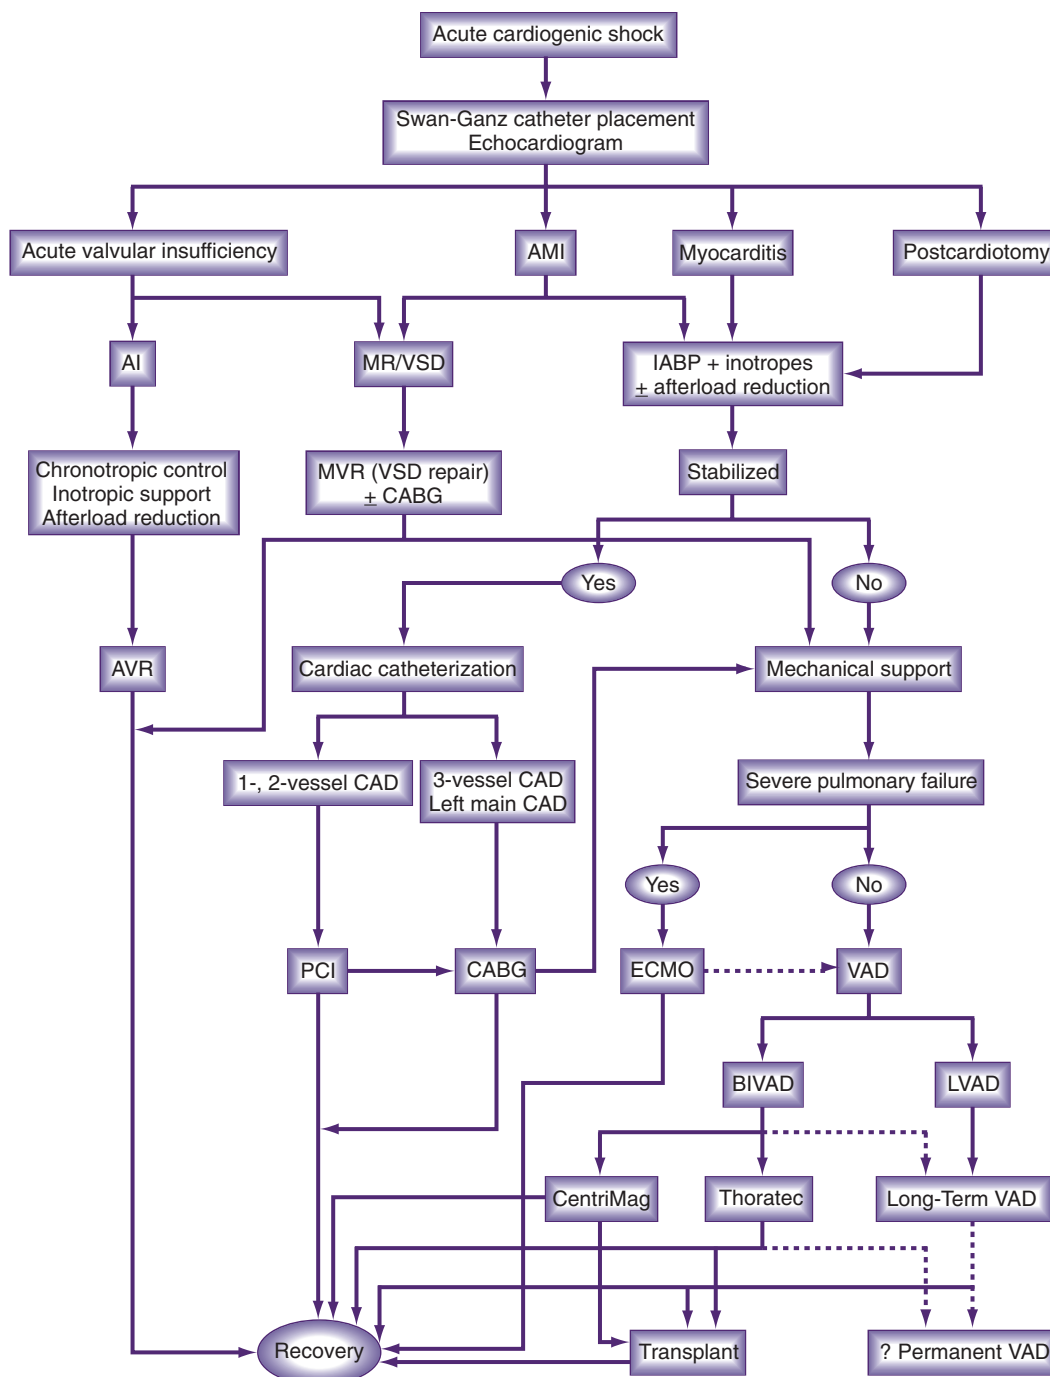 Acute cardiogenic shock
Swan-Ganz catheter placement
Echocardiogram
Acute valvular insufficiency
AMI
Myocarditis
Postcardiotomy
AI
MR/VSD
IABP + inotropes
± afterload reduction
Chronotropic control
Inotropic support
Afterload reduction
MVR (VSD repair)
± CABG
Stabilized
Yes
No
AVR
Cardiac catheterization
Mechanical support
1-, 2-vessel CAD
3-vessel CAD
Left main CAD
Severe pulmonary failure
Yes
No
PCI
CABG
ECMO
VAD
BIVAD
LVAD
CentriMag
Thoratec
Long-Term VAD
Recovery
Transplant
? Permanent VAD